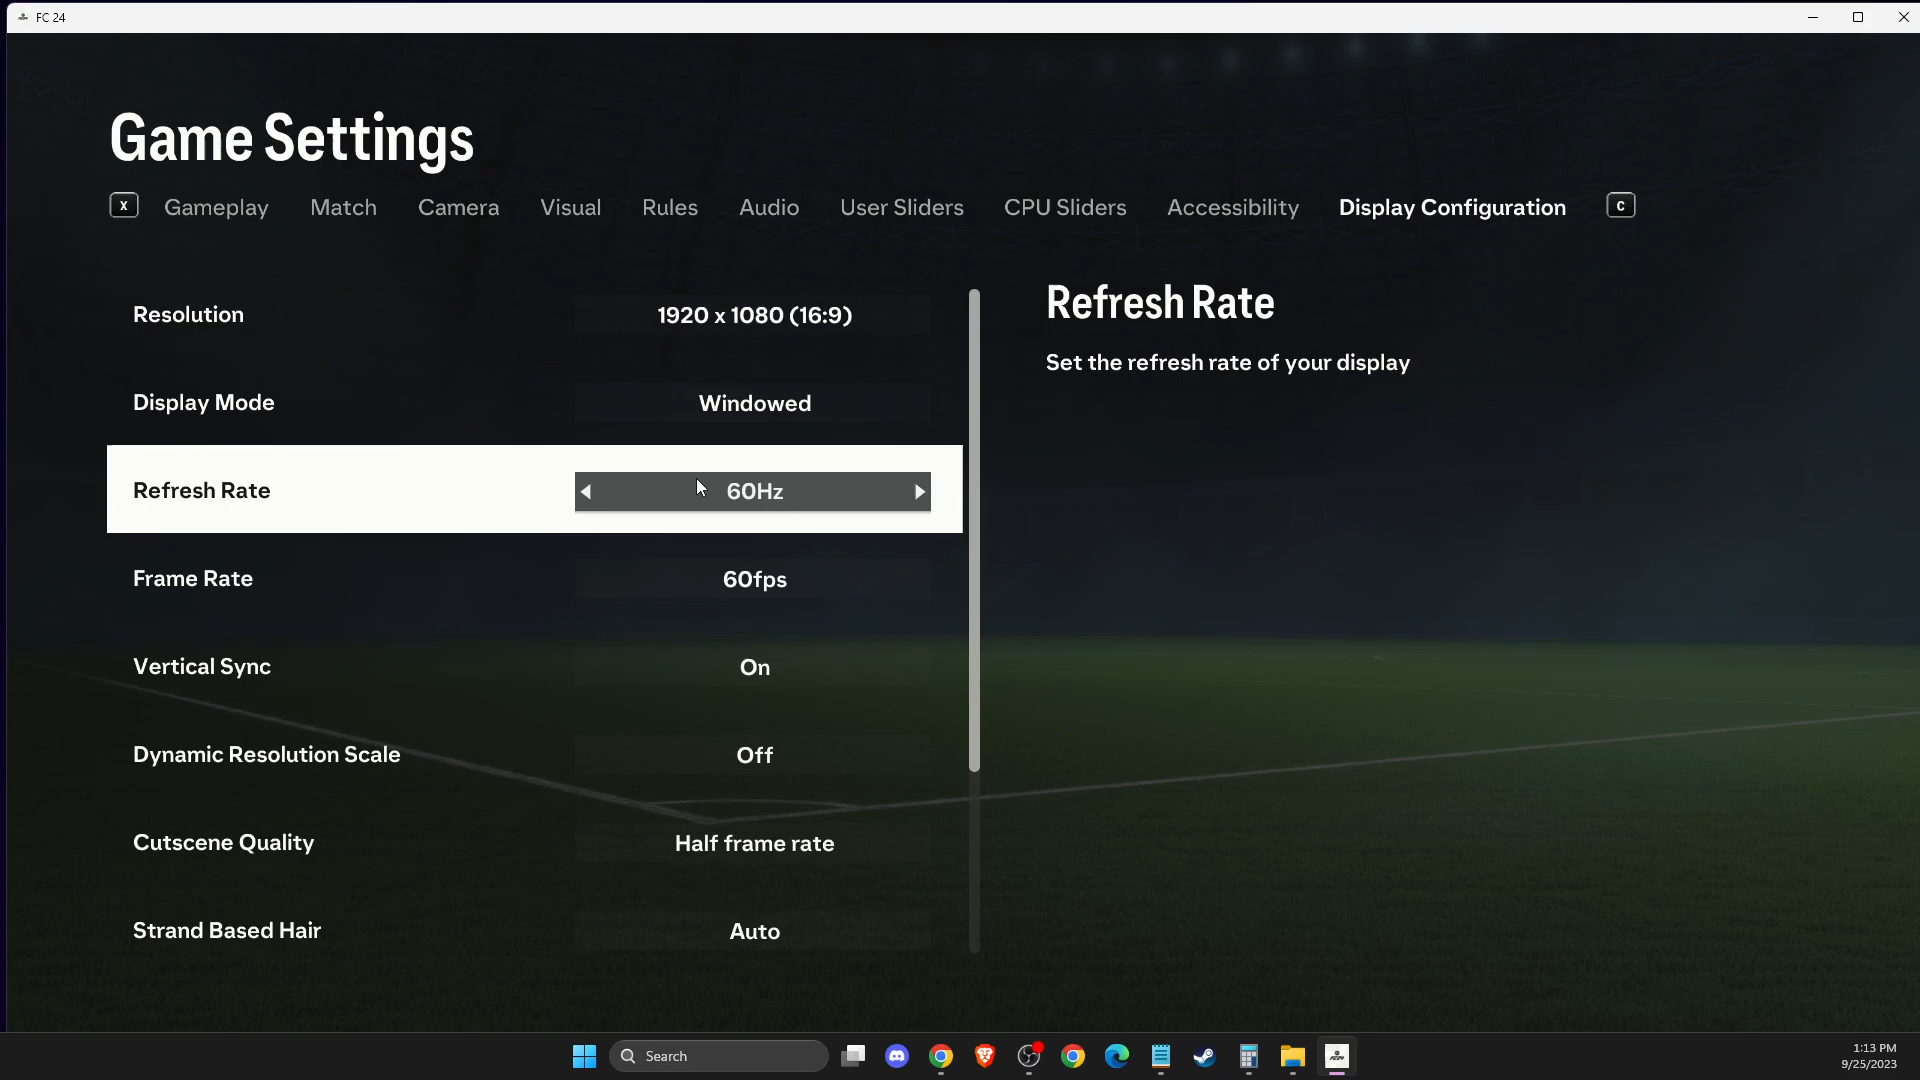 FC 24
Game Settings
X Gameplay Match Camera Visual Rules Audio User Sliders CPU Sliders Accessibility Display Configuration C
Resolution 1920 x 1080 (16:9)
Display Mode Windowed
Refresh Rate 60Hz
Frame Rate 60fps
Vertical Sync On
Dynamic Resolution Scale Off
Cutscene Quality Half frame rate
Strand Based Hair Auto
Refresh Rate
Set the refresh rate of your display
Search
1:13 PM
9/25/2023